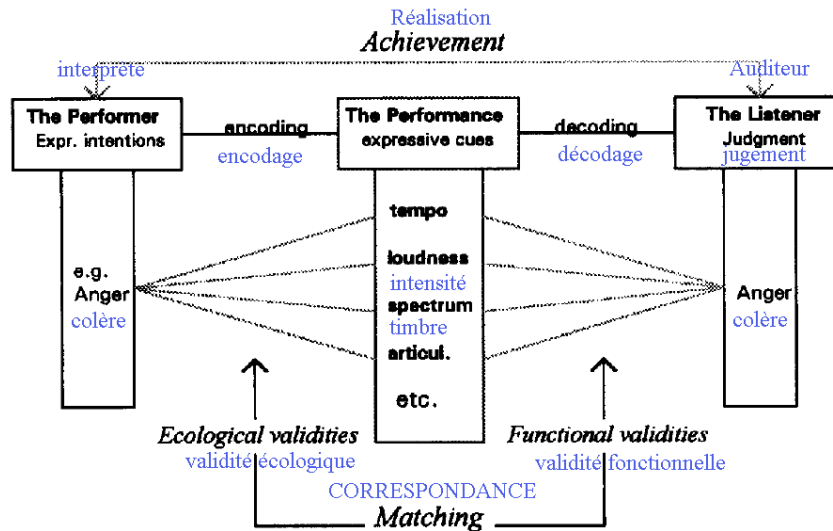 Réalisation
Achievement
interprète
Auditeur
The Performer
Expr. intentions
encoding
encodage
The Performance
expressive cues
decoding
décodage
The Listener
Judgment
jugement
e.g.
Anger
colère
tempo
loudness
intensité
spectrum
timbre
articul.
etc.
Anger
colère
Ecological validities
validité écologique
Functional validities
validité fonctionnelle
CORRESPONDANCE
Matching